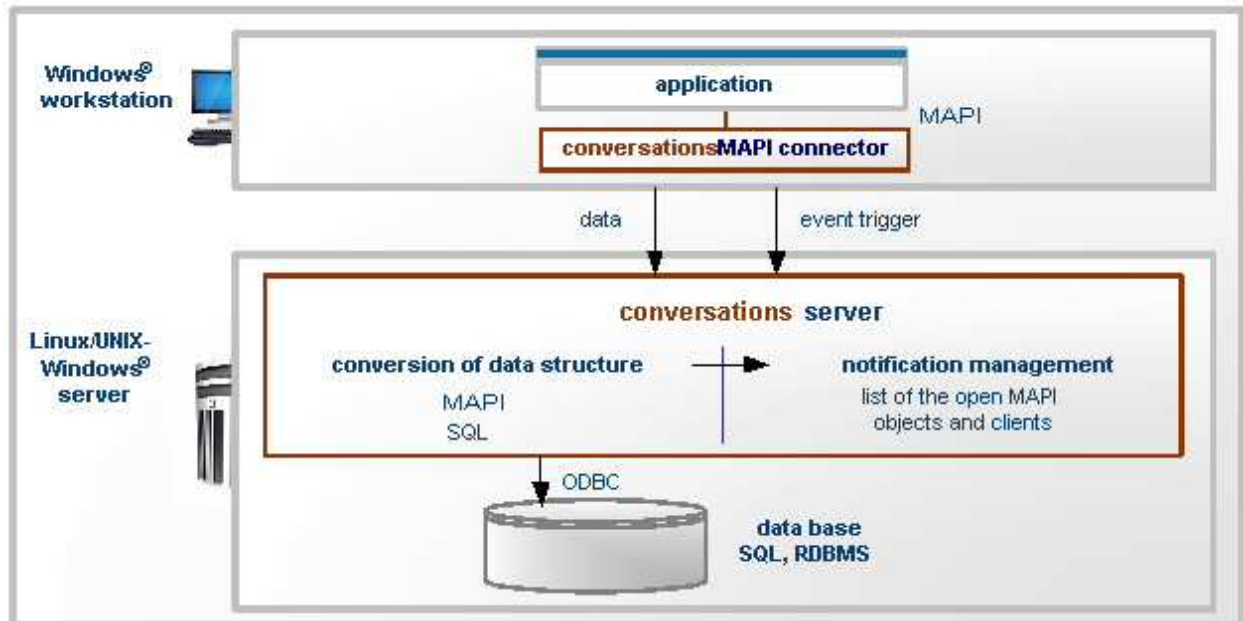 Windows®
workstation
application
MAPI
conversationsMAPI connector
data
event trigger
Linux/UNIX-
Windows®
server
conversations server
conversion of data structure
MAPI
SQL
notification management
list of the open MAPI
objects and clients
ODBC
data base
SQL, RDBMS